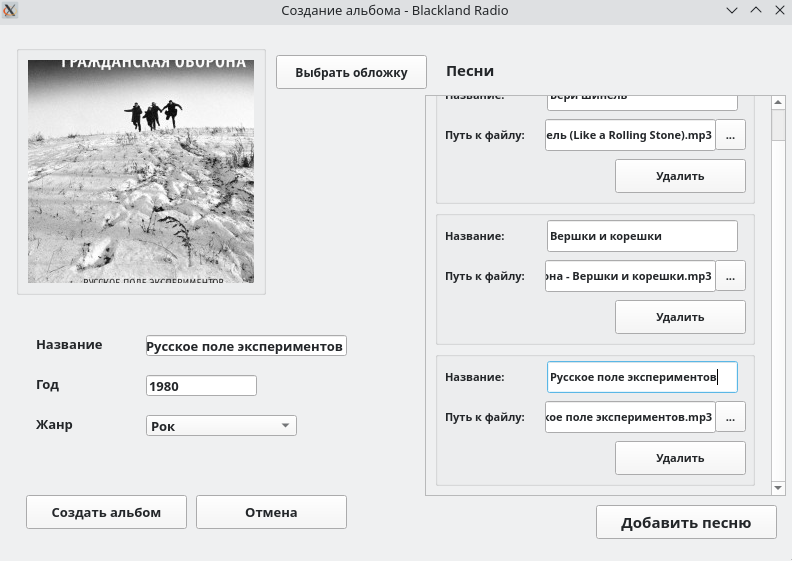 Создание альбома - Blackland Radio
ГРАЖДАНСКАЯ ОБОРОНА
РУССКОЕ ПОЛЕ ЭКСПЕРИМЕНТОВ
Выбрать обложку
Название
Русское поле экспериментов
Год
1980
Жанр
Рок
Создать альбом
Отмена
Песни
Название:
Бери шинель
Путь к файлу:
ель (Like a Rolling Stone).mp3
...
Удалить
Название:
Вершки и корешки
Путь к файлу:
она - Вершки и корешки.mp3
...
Удалить
Название:
Русское поле экспериментов
Путь к файлу:
кое поле экспериментов.mp3
...
Удалить
Добавить песню